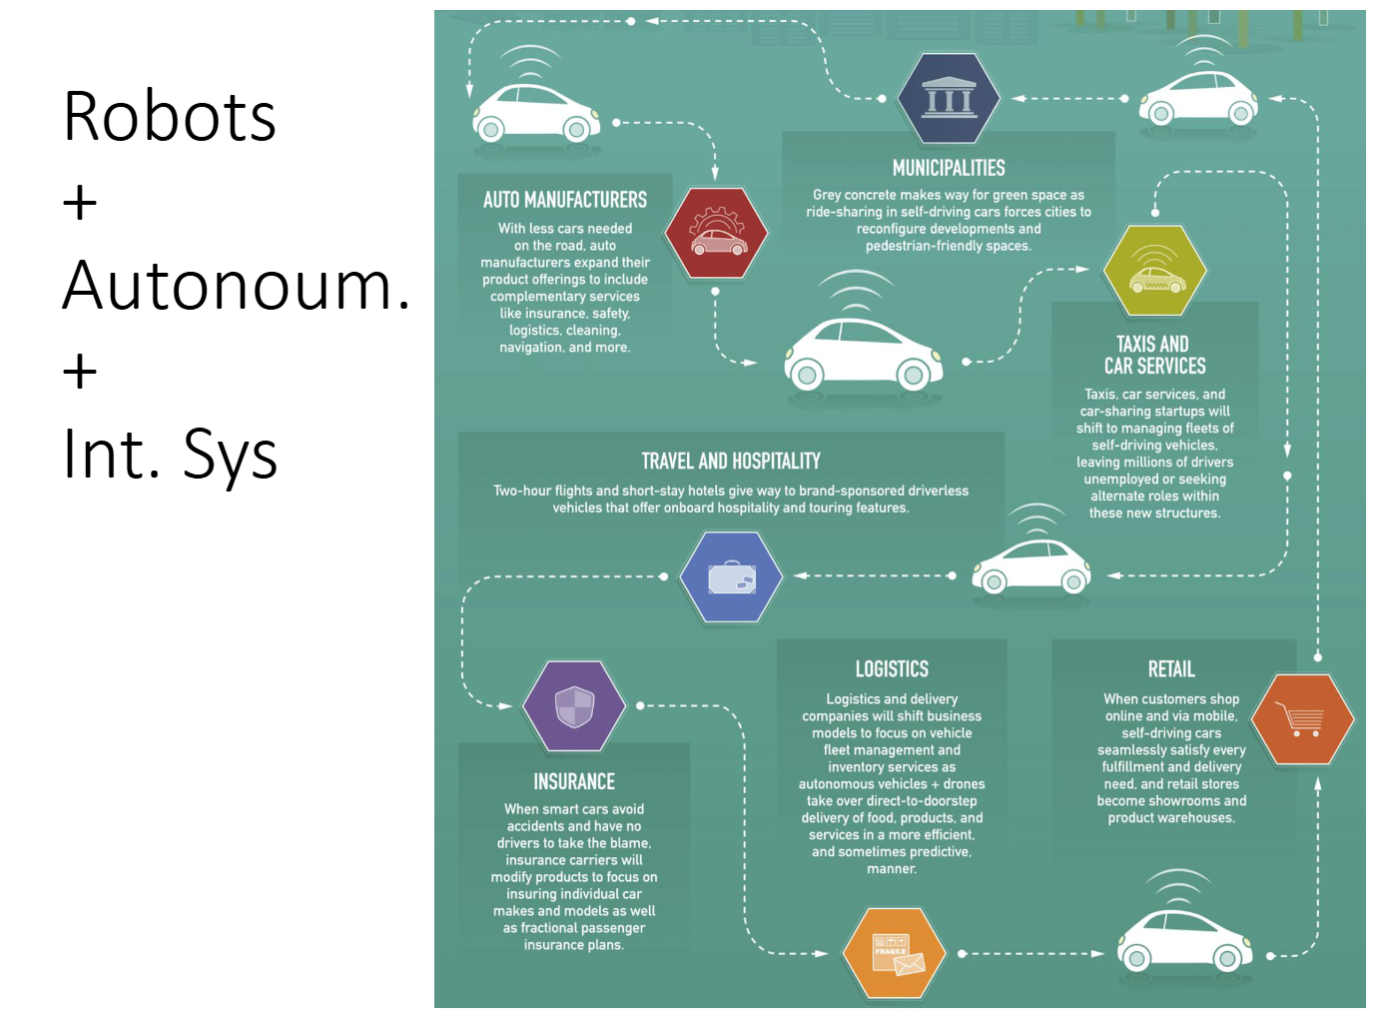 Robots
+
Autonoum.
+
Int. Sys
MUNICIPALITIES
Grey concrete makes way for green space as
ride-sharing in self-driving cars forces cities to
reconfigure developments and
pedestrian-friendly spaces.
AUTO MANUFACTURERS
With less cars needed
on the road, auto
manufacturers expand their
product offerings to include
complementary services
like insurance, safety,
logistics, cleaning,
navigation, and more.
TAXIS AND
CAR SERVICES
Taxis, car services, and
car-sharing startups will
shift to managing fleets of
self-driving vehicles,
leaving millions of drivers
unemployed or seeking
alternate roles within
these new structures.
TRAVEL AND HOSPITALITY
Two-hour flights and short-stay hotels give way to brand-sponsored driverless
vehicles that offer onboard hospitality and touring features.
INSURANCE
When smart cars avoid
accidents and have no
drivers to take the blame,
insurance carriers will
modify products to focus on
insuring individual car
makes and models as well
as fractional passenger
insurance plans.
LOGISTICS
Logistics and delivery
companies will shift business
models to focus on vehicle
fleet management and
inventory services as
autonomous vehicles + drones
take over direct-to-doorstep
delivery of food, products, and
services in a more efficient,
and sometimes predictive,
manner.
FRAGILE
RETAIL
When customers shop
online and via mobile,
self-driving cars
seamlessly satisfy every
fulfillment and delivery
need, and retail stores
become showrooms and
product warehouses.